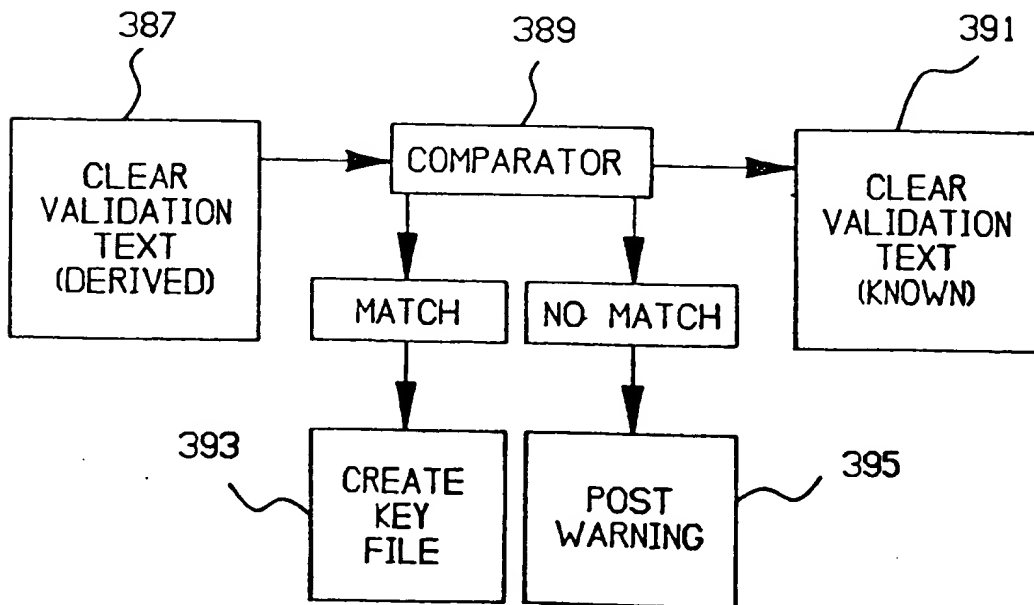 387
389
391
CLEAR
VALIDATION
TEXT
(DERIVED)
COMPARATOR
CLEAR
VALIDATION
TEXT
(KNOWN)
MATCH
NO MATCH
393
CREATE
KEY
FILE
POST
WARNING
395